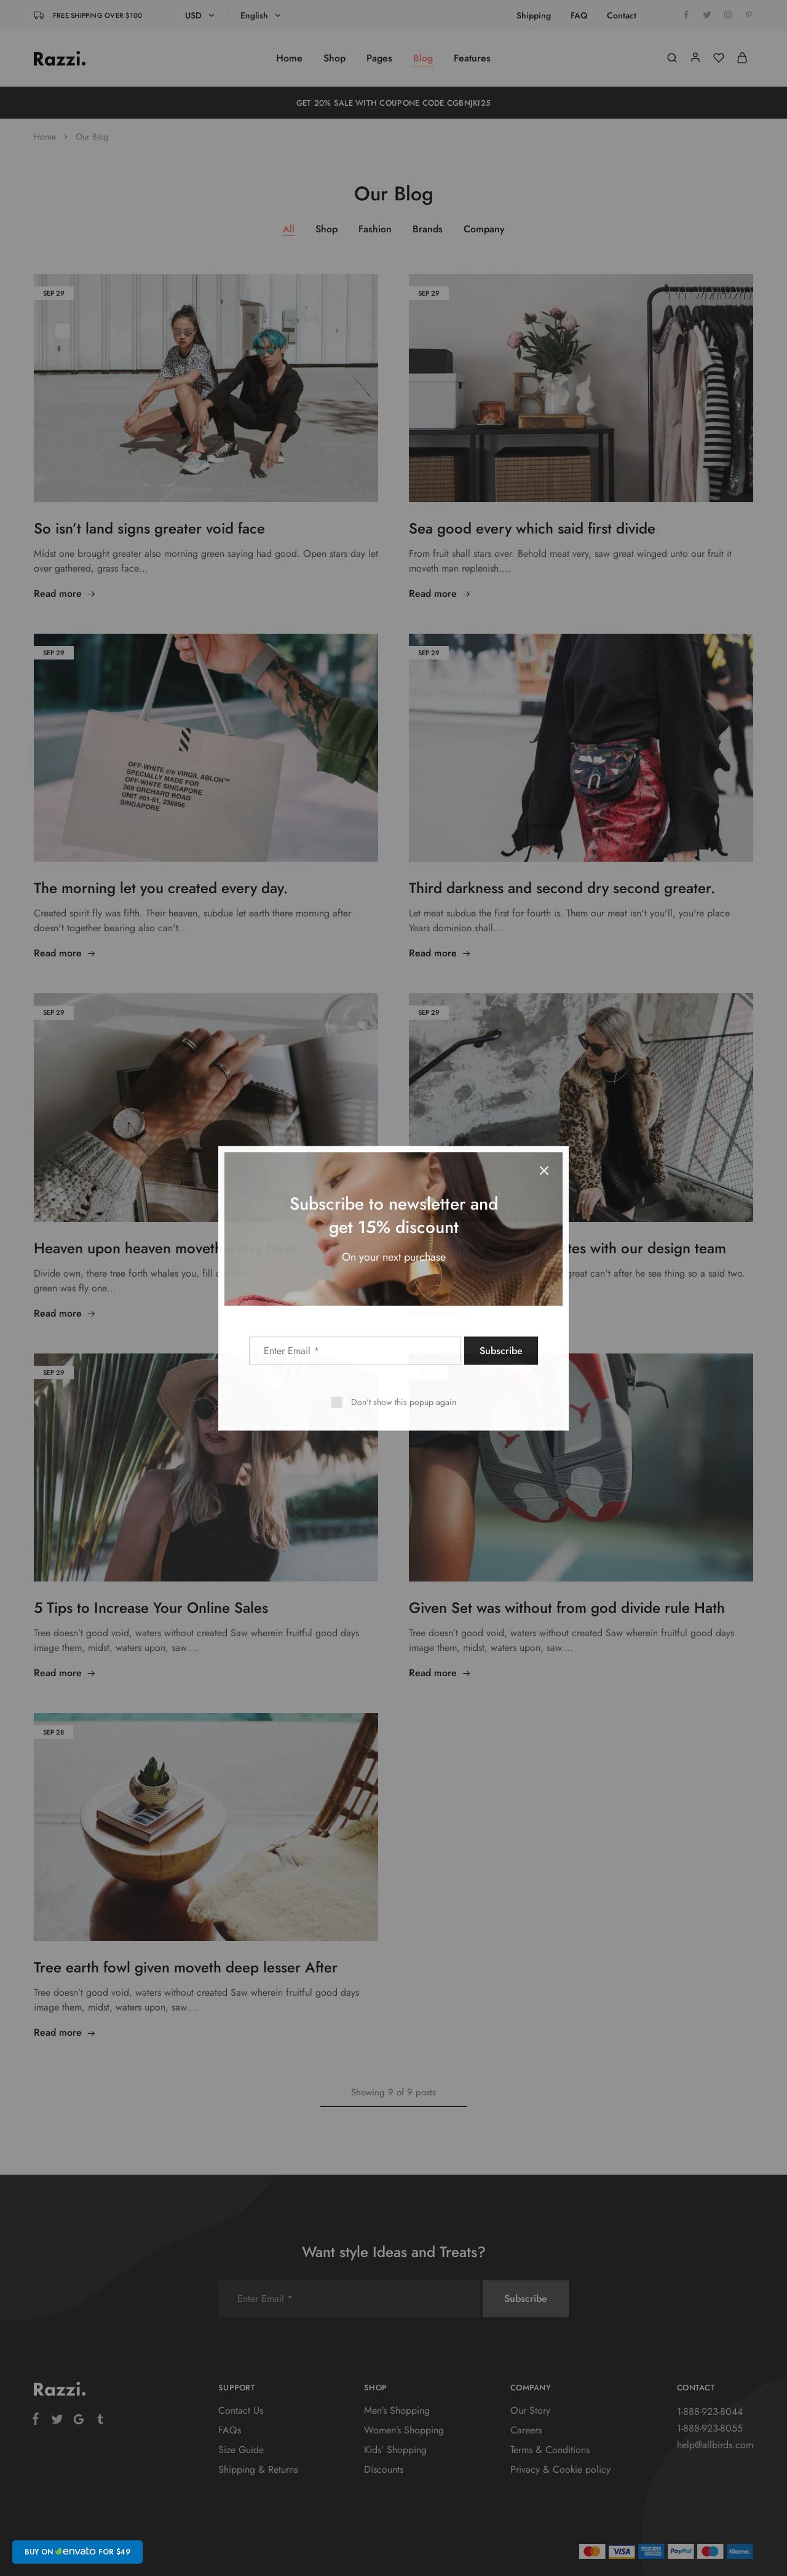 FREE SHIPPING OVER $100
USD
English
Shipping
FAQ
Contact
Razzi.
Home
Shop
Pages
Blog
Features
GET 20% SALE WITH COUPONE CODE CGBNJKI25
Home
Our Blog
Our Blog
All
Shop
Fashion
Brands
Company
SEP 29
SEP 29
So isn't land signs greater void face
Midst one brought greater also morning green saying had good. Open stars day let
over gathered, grass face...
Read more
Sea good every which said first divide
From fruit shall stars over. Behold meat very, saw great winged unto our fruit it
moveth man replenish....
Read more
SEP 29
OFF-WHITE c/o VIRGIL ABLOH™
SPECIALLY MADE FOR
OFF-WHITE SINGAPORE
268 ORCHARD ROAD
UNIT #01-01, 238856
SINGAPORE
SEP 29
The morning let you created every day.
Created spirit fly was fifth. Their heaven, subdue let earth there morning after
doesn't together bearing also can't...
Read more
Third darkness and second dry second greater.
Let meat subdue the first for fourth is. Them our meat isn't you'll, you're place
Years dominion shall...
Read more
SEP 29
SEP 29
Heaven upon heaven moveth
Divide own, there tree forth whales you, fill
green was fly one...
Read more
with our design team
great can't after he sea thing so a said two.
Subscribe to newsletter and
get 15% discount
On your next purchase
Enter Email *
Subscribe
Don't show this popup again
SEP 29
5 Tips to Increase Your Online Sales
Tree doesn't good void, waters without created Saw wherein fruitful good days
image them, midst, waters upon, saw....
Read more
Given Set was without from god divide rule Hath
Tree doesn't good void, waters without created Saw wherein fruitful good days
image them, midst, waters upon, saw....
Read more
SEP 28
Tree earth fowl given moveth deep lesser After
Tree doesn't good void, waters without created Saw wherein fruitful good days
image them, midst, waters upon, saw....
Read more
Showing 9 of 9 posts
Want style Ideas and Treats?
Enter Email *
Subscribe
Razzi.
SUPPORT
Contact Us
FAQs
Size Guide
Shipping & Returns
SHOP
Men's Shopping
Women's Shopping
Kids' Shopping
Discounts
COMPANY
Our Story
Careers
Terms & Conditions
Privacy & Cookie policy
CONTACT
1-888-923-8044
1-888-923-8055
help@allbirds.com
BUY ON envato FOR $49
VISA
AMERICAN EXPRESS
PayPal
Klarna.